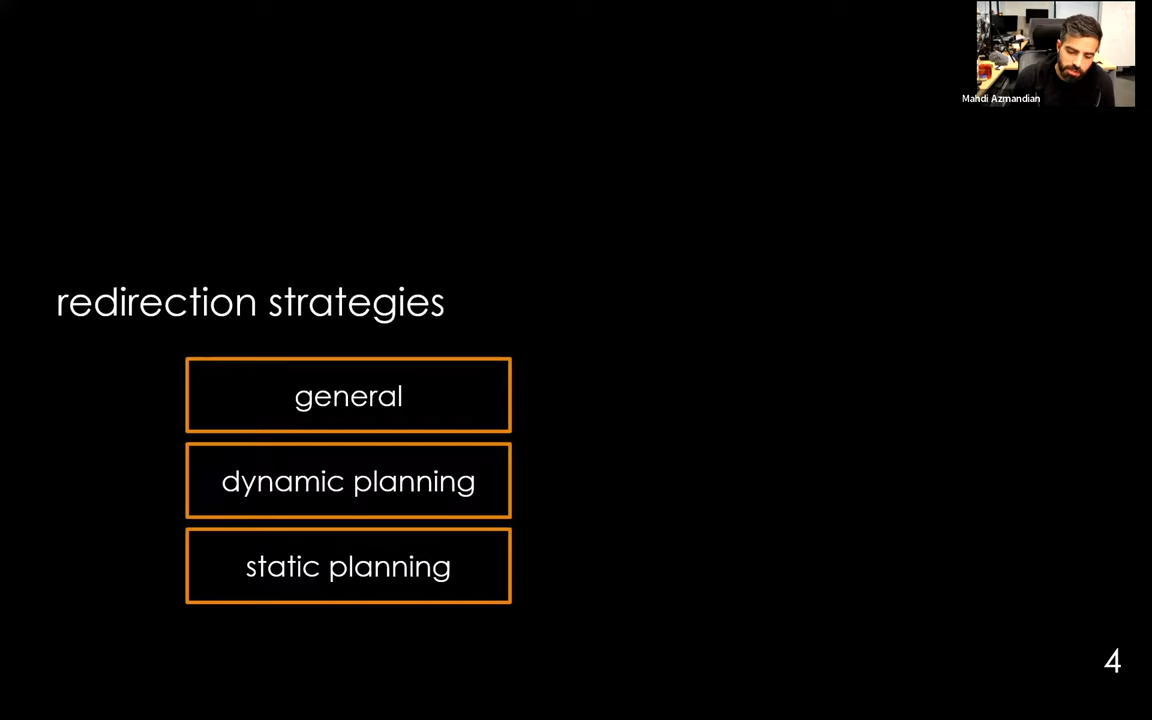 Mahdi Azmandian
redirection strategies
general
dynamic planning
static planning
4